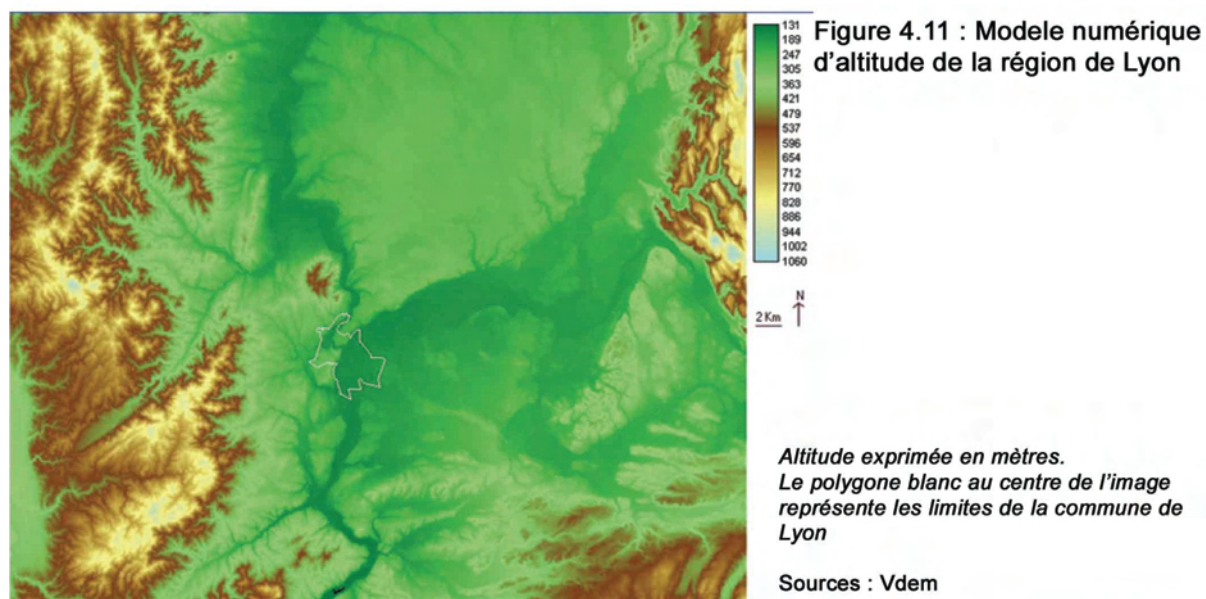 131
189
247
305
363
421
479
537
596
654
712
770
828
886
944
1002
1060
Figure 4.11 : Modele numérique
d'altitude de la région de Lyon
N
2 Km
Altitude exprimée en mètres.
Le polygone blanc au centre de l'image
représente les limites de la commune de
Lyon
Sources : Vdem